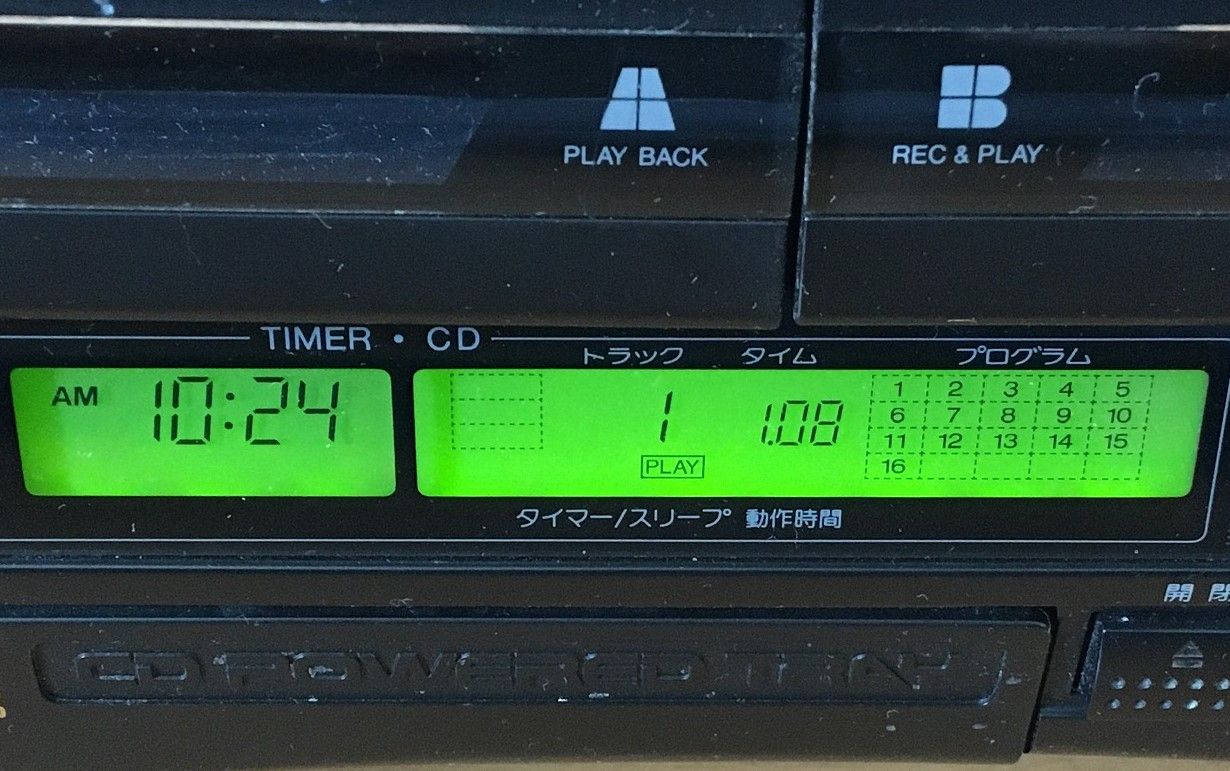 A B
PLAY BACK REC & PLAY
TIMER・CD
トラック タイム プログラム
AM 10:24
1 1.08
PLAY
1 2 3 4 5
6 7 8 9 10
11 12 13 14 15
16
タイマー/スリープ 動作時間
開 閉
CD POWERED TRAY